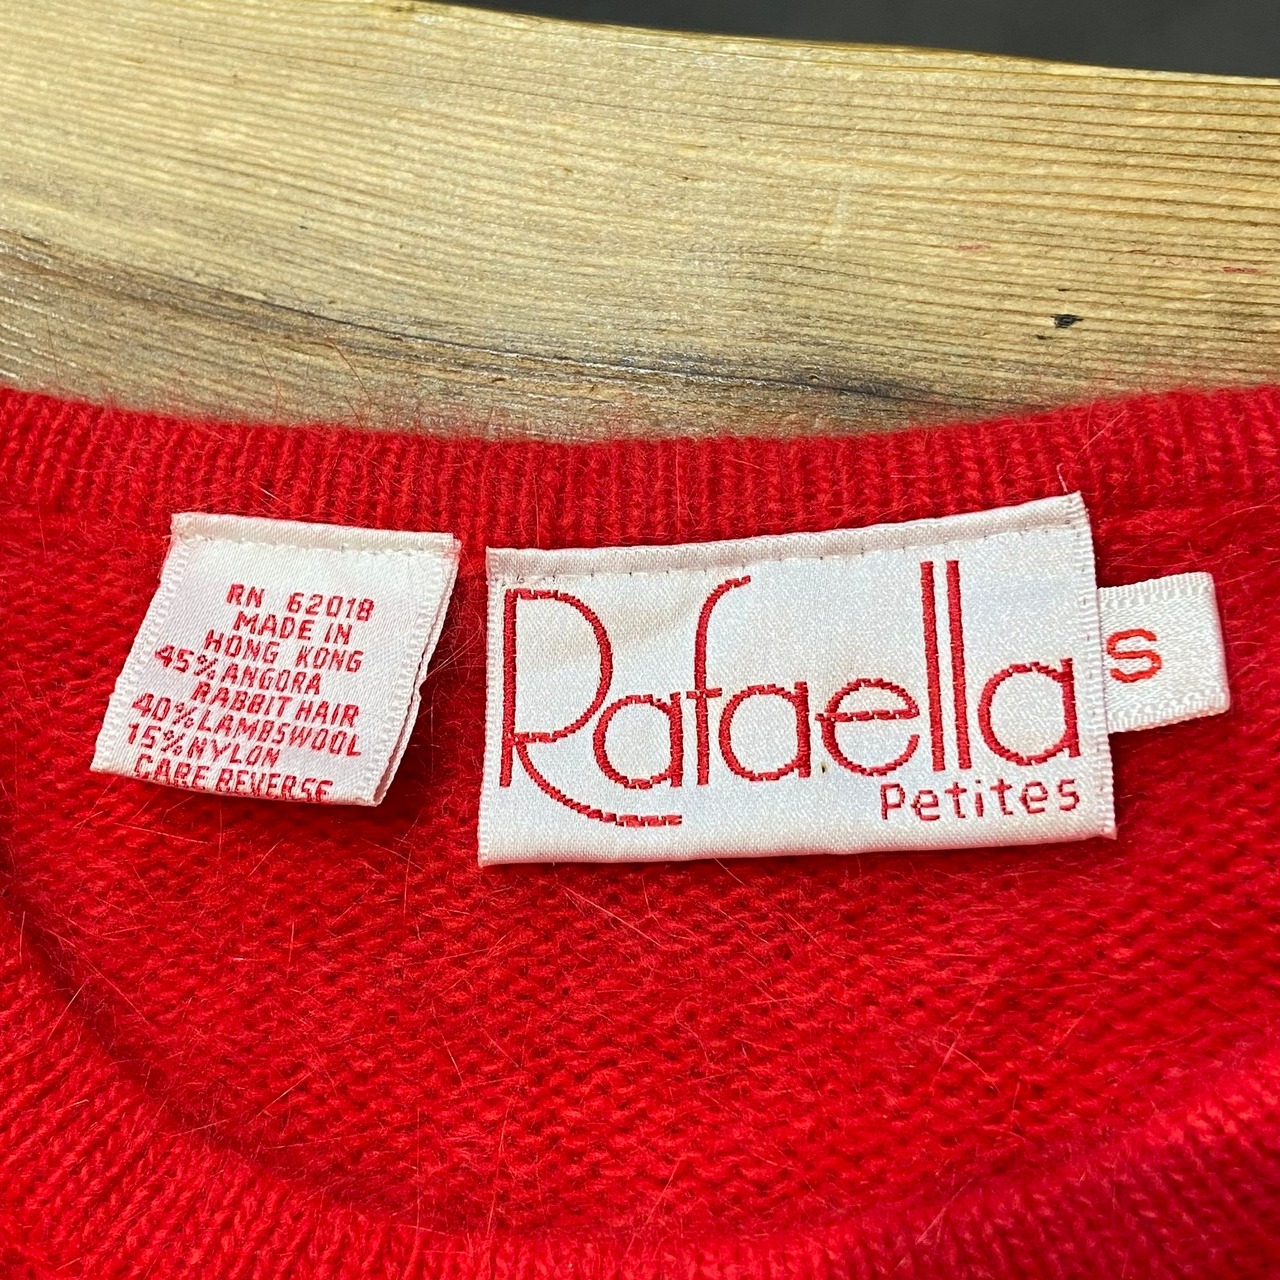 RN 62018
MADE IN
HONG KONG
45% ANGORA
RABBIT HAIR
40% LAMBSWOOL
15% NYLON
CARE REVERSE
Rafaella
Petites
S